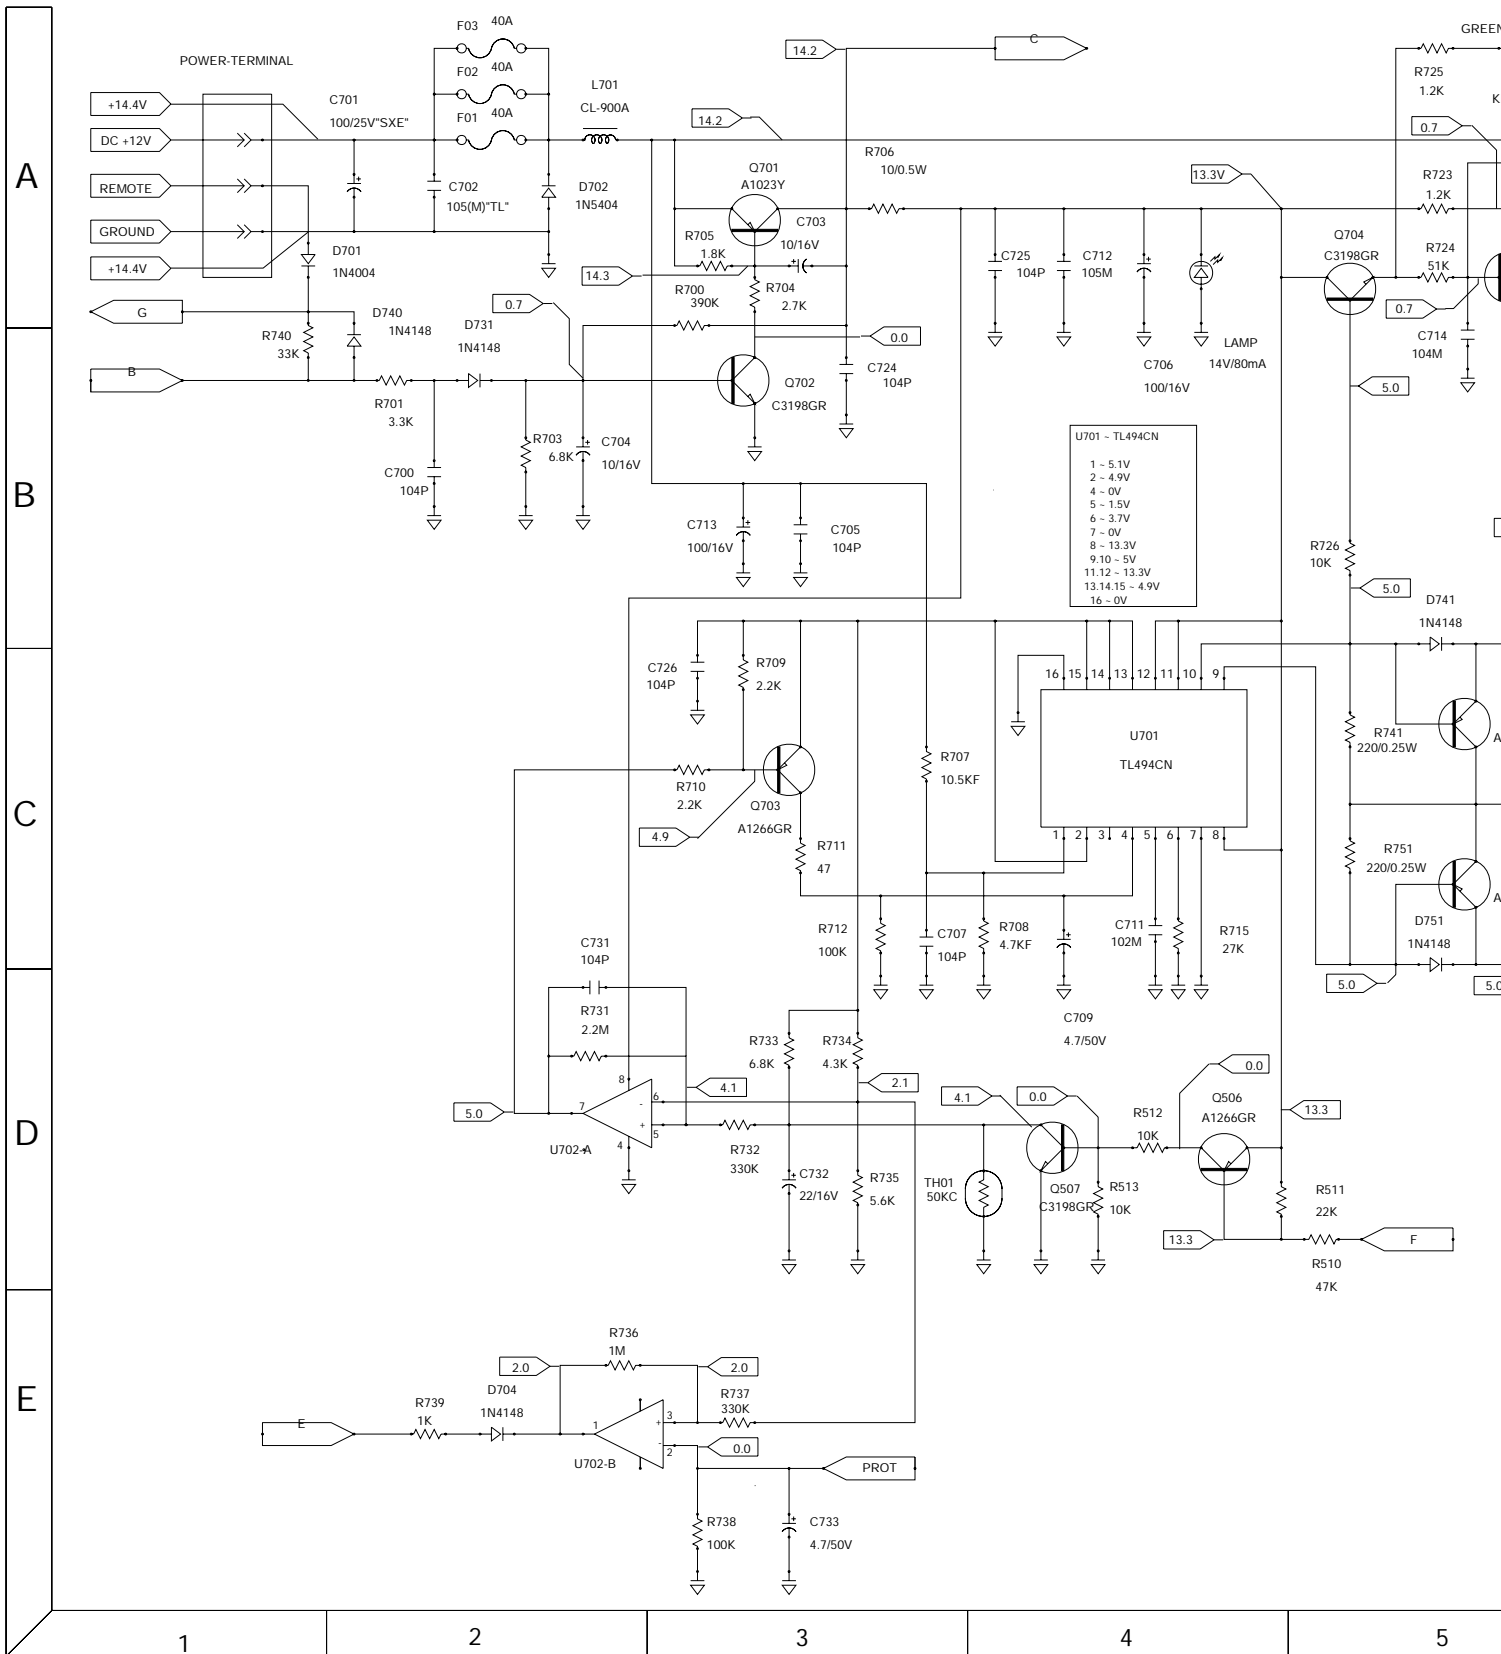 F03 40A
14.2
C
GREEN
POWER-TERMINAL
F02 40A
R725
1.2K
L701
CL-900A
+14.4V
C701
100/25V"SXE"
F01 40A
14.2
K
0.7
DC +12V
R706
10/0.5W
Q701
A1023Y
13.3V
R723
1.2K
REMOTE
C702
105(M)"TL"
D702
1N5404
C703
10/16V
GROUND
R705
1.8K
Q704
C3198GR
D701
1N4004
C725
104P
C712
105M
R724
51K
+14.4V
14.3
R700
390K
R704
2.7K
0.7
0.7
G
D740
1N4148
D731
1N4148
R740
33K
0.0
C714
104M
LAMP
14V/80mA
C706
100/16V
B
C724
104P
Q702
C3198GR
5.0
R701
3.3K
R703
6.8K
C704
10/16V
U701 ~ TL494CN
1 ~ 5.1V
2 ~ 4.9V
4 ~ 0V
5 ~ 1.5V
6 ~ 3.7V
7 ~ 0V
8 ~ 13.3V
9.10 ~ 5V
11.12 ~ 13.3V
13.14.15 ~ 4.9V
16 ~ 0V
C700
104P
C713
100/16V
C705
104P
R726
10K
5.0
D741
1N4148
C726
104P
R709
2.2K
16 15 14 13 12 11 10 9
U701
TL494CN
R741
220/0.25W
R707
10.5KF
R710
2.2K
Q703
A1266GR
4.9
A
1 2 3 4 5 6 7 8
R711
47
R751
220/0.25W
A
D751
1N4148
R712
100K
C707
104P
R708
4.7KF
C711
102M
R715
27K
C731
104P
5.0
5.0
R731
2.2M
C709
4.7/50V
R733
6.8K
R734
4.3K
0.0
8
4.1
2.1
4.1
0.0
Q506
A1266GR
5.0
7
6
-
+
5
4
U702-A
R512
10K
13.3
R732
330K
C732
22/16V
R735
5.6K
TH01
50KC
Q507
C3198GR
R513
10K
R511
22K
13.3
F
R510
47K
R736
1M
2.0
2.0
D704
1N4148
R739
1K
R737
330K
E
1
3
+
-
2
0.0
U702-B
PROT
R738
100K
C733
4.7/50V
A
B
C
D
E
1 2 3 4 5